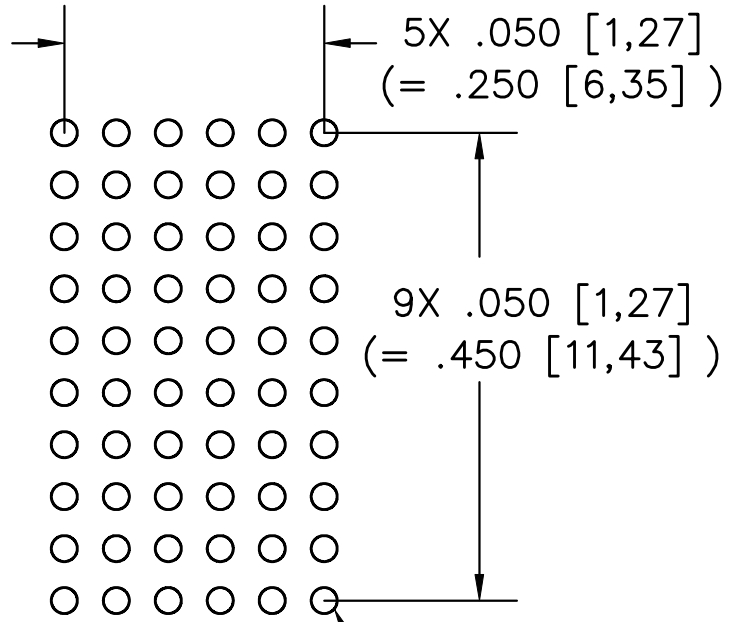 5X .050 [1,27]
(= .250 [6,35] )
9X .050 [1,27]
(= .450 [11,43] )